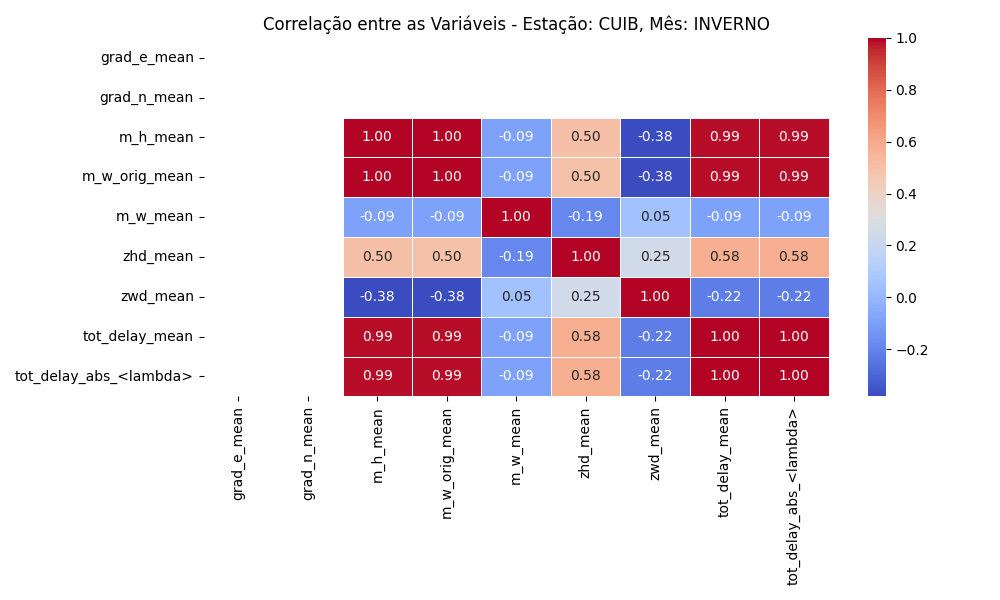 Correlação entre as Variáveis - Estação: CUIB, Mês: INVERNO
grad_e_mean
grad_n_mean
m_h_mean 1.00 1.00 -0.09 0.50 -0.38 0.99 0.99
m_w_orig_mean 1.00 1.00 -0.09 0.50 -0.38 0.99 0.99
m_w_mean -0.09 -0.09 1.00 -0.19 0.05 -0.09 -0.09
zhd_mean 0.50 0.50 -0.19 1.00 0.25 0.58 0.58
zwd_mean -0.38 -0.38 0.05 0.25 1.00 -0.22 -0.22
tot_delay_mean 0.99 0.99 -0.09 0.58 -0.22 1.00 1.00
tot_delay_abs_<lambda> 0.99 0.99 -0.09 0.58 -0.22 1.00 1.00
grad_e_mean
grad_n_mean
m_h_mean
m_w_orig_mean
m_w_mean
zhd_mean
zwd_mean
tot_delay_mean
tot_delay_abs_<lambda>
1.0
0.8
0.6
0.4
0.2
0.0
−0.2